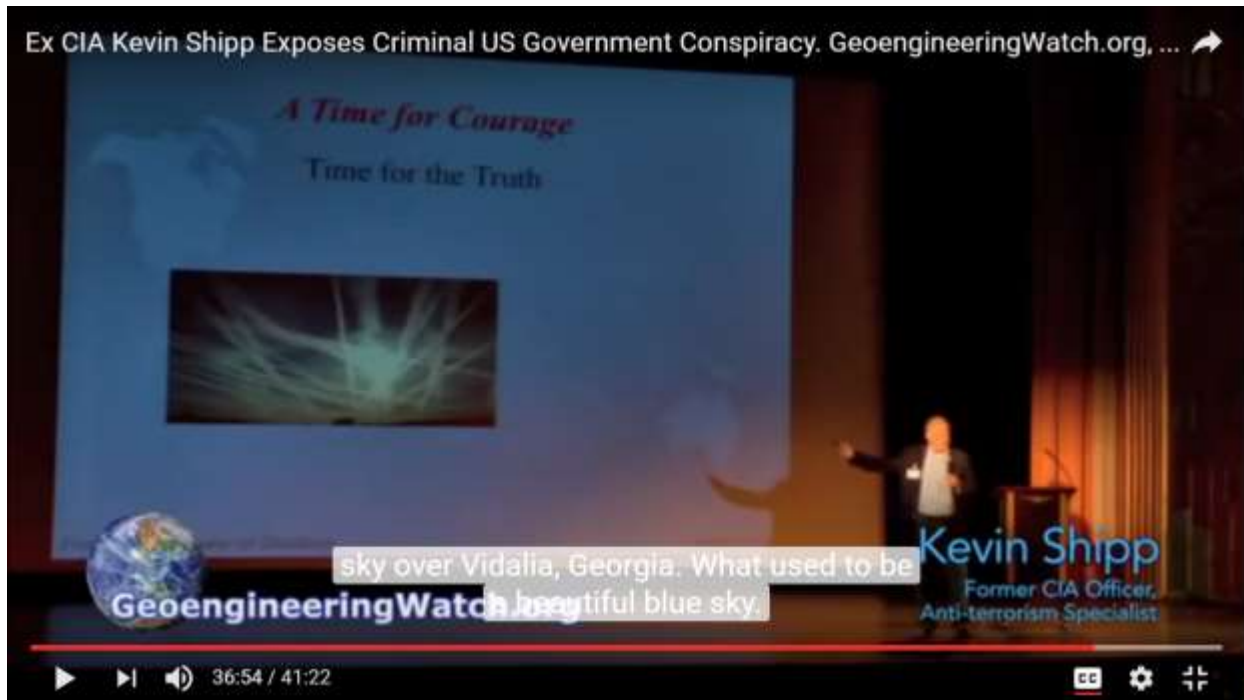 Ex CIA Kevin Shipp Exposes Criminal US Government Conspiracy. GeoengineeringWatch.org, ...
A Time for Courage
Time for the Truth
sky over Vidalia, Georgia. What used to be
a beautiful blue sky.
GeoengineeringWatch.org
Kevin Shipp
Former CIA Officer,
Anti-terrorism Specialist
36:54 / 41:22
CC